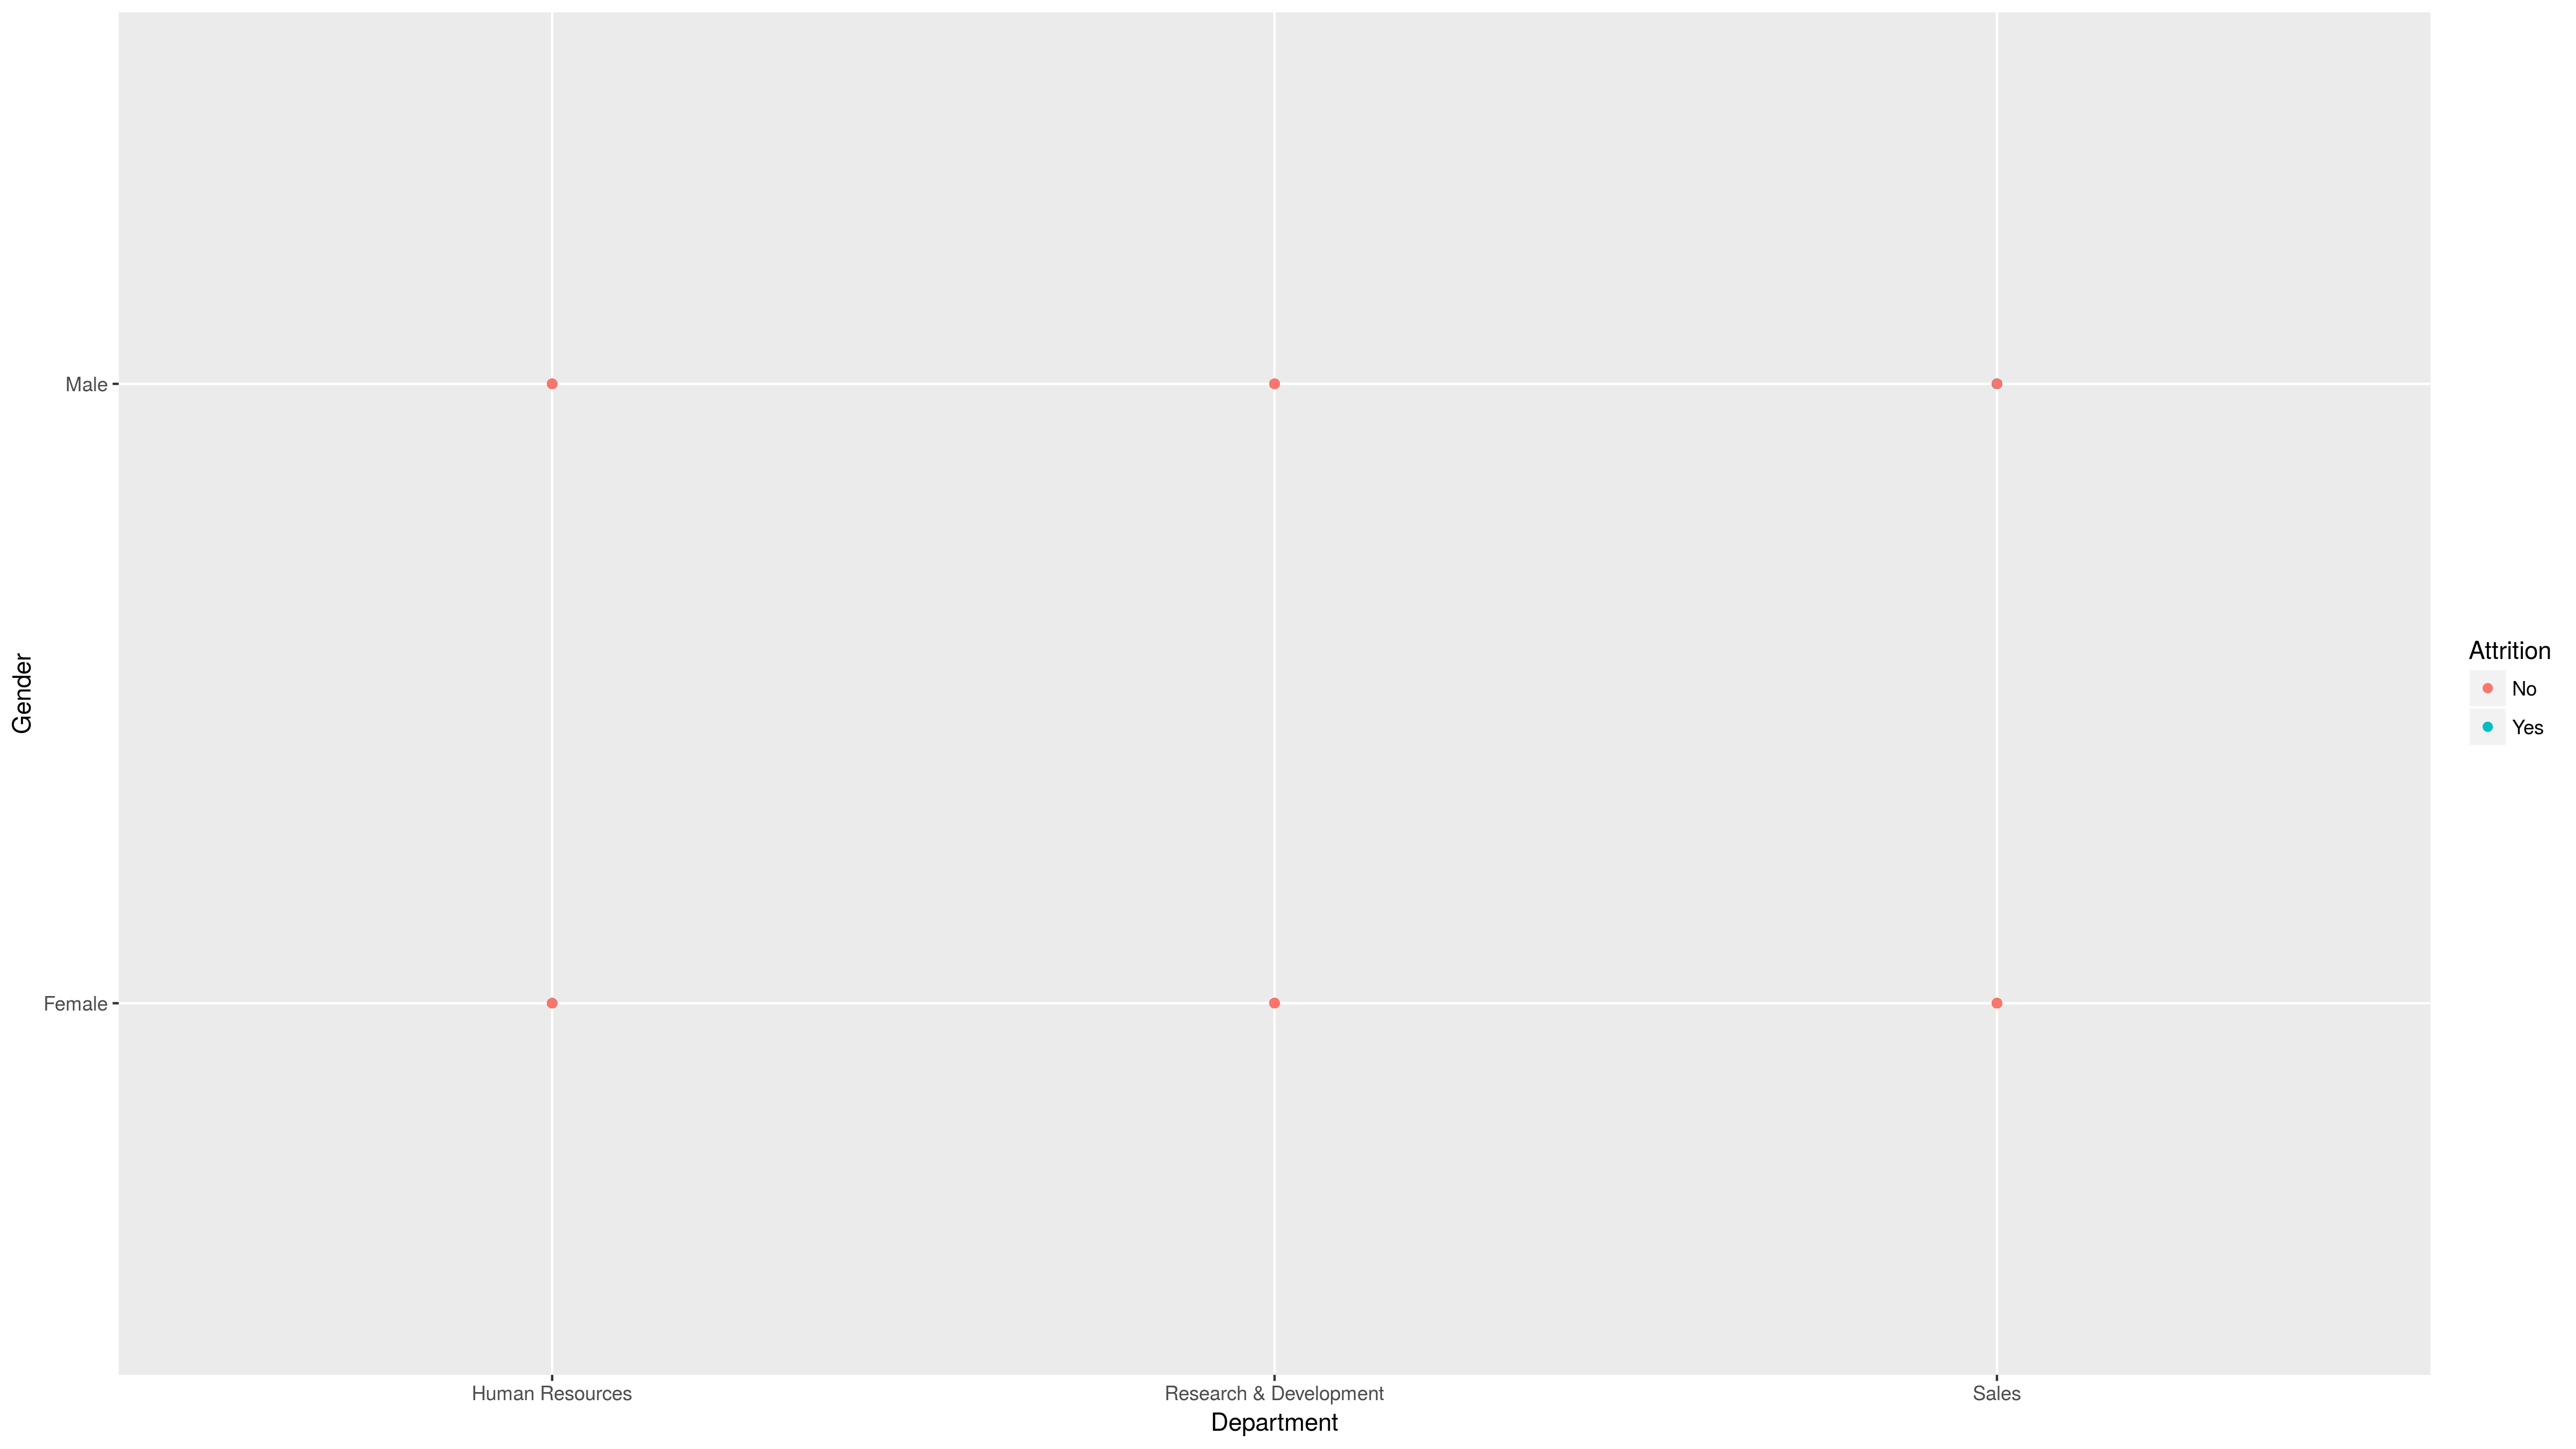 Male
Female
Gender
Human Resources
Research & Development
Sales
Department
Attrition
No
Yes